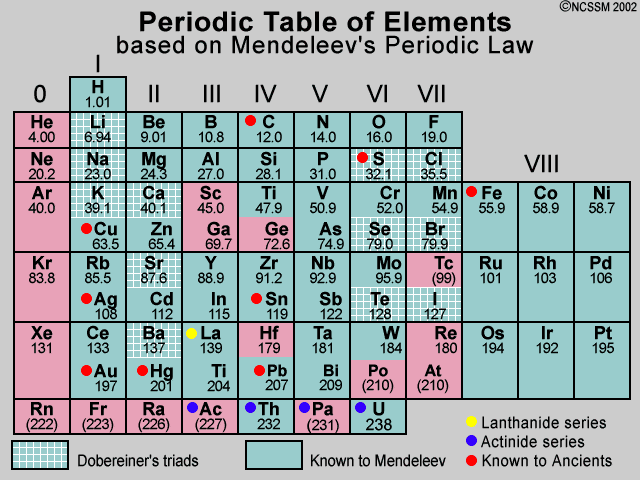 ©NCSSM 2002
Periodic Table of Elements
based on Mendeleev's Periodic Law
I
0 II III IV V VI VII
H
1.01
He Li Be B C N O F
4.00 6.94 9.01 10.8 12.0 14.0 16.0 19.0
Ne Na Mg Al Si P S Cl
20.2 23.0 24.3 27.0 28.1 31.0 32.1 35.5
VIII
Ar K Ca Sc Ti V Cr Mn Fe Co Ni
40.0 39.1 40.1 45.0 47.9 50.9 52.0 54.9 55.9 58.9 58.7
Cu Zn Ga Ge As Se Br
63.5 65.4 69.7 72.6 74.9 79.0 79.9
Kr Rb Sr Y Zr Nb Mo Tc Ru Rh Pd
83.8 85.5 87.6 88.9 91.2 92.9 95.9 (99) 101 103 106
Ag Cd In Sn Sb Te I
108 112 115 119 122 128 127
Xe Ce Ba La Hf Ta W Re Os Ir Pt
131 133 137 139 179 181 184 180 194 192 195
Au Hg Ti Pb Bi Po At
197 201 204 207 209 (210) (210)
Rn Fr Ra Ac Th Pa U
(222) (223) (226) (227) 232 (231) 238
Lanthanide series
Actinide series
Dobereiner's triads Known to Mendeleev Known to Ancients